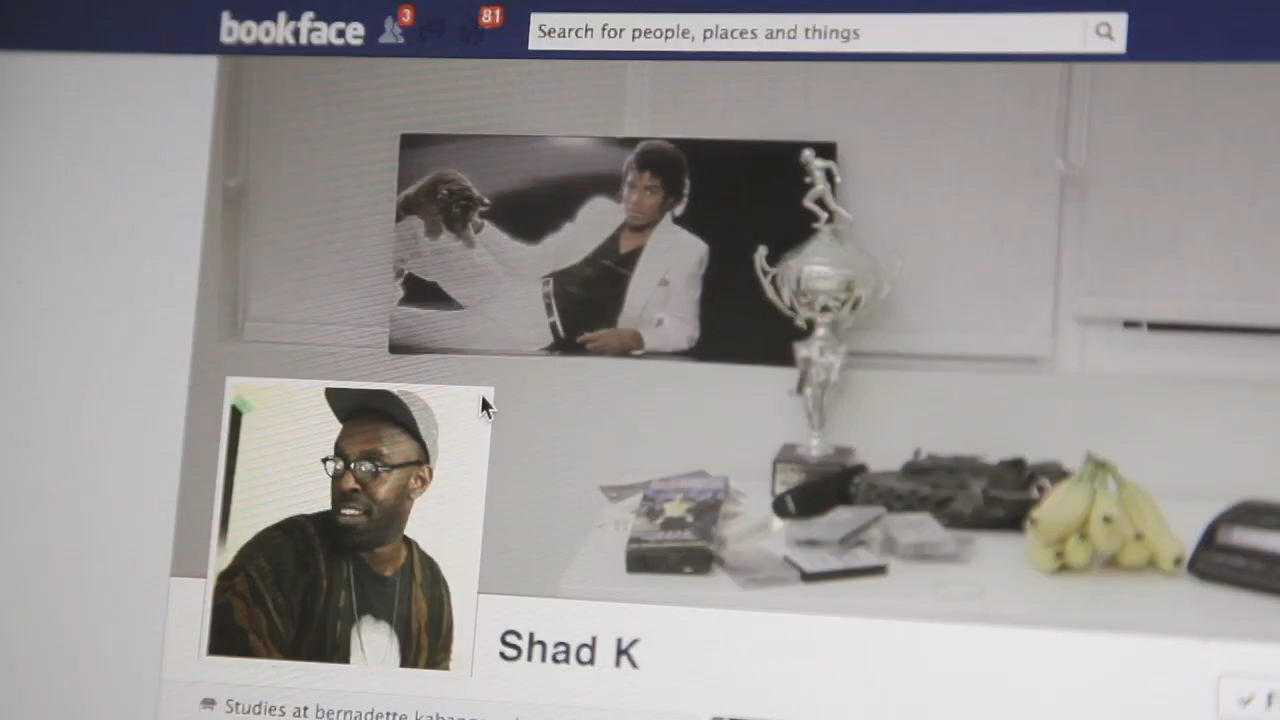 bookface
3
81
Search for people, places and things
Shad K
Studies at bernadette